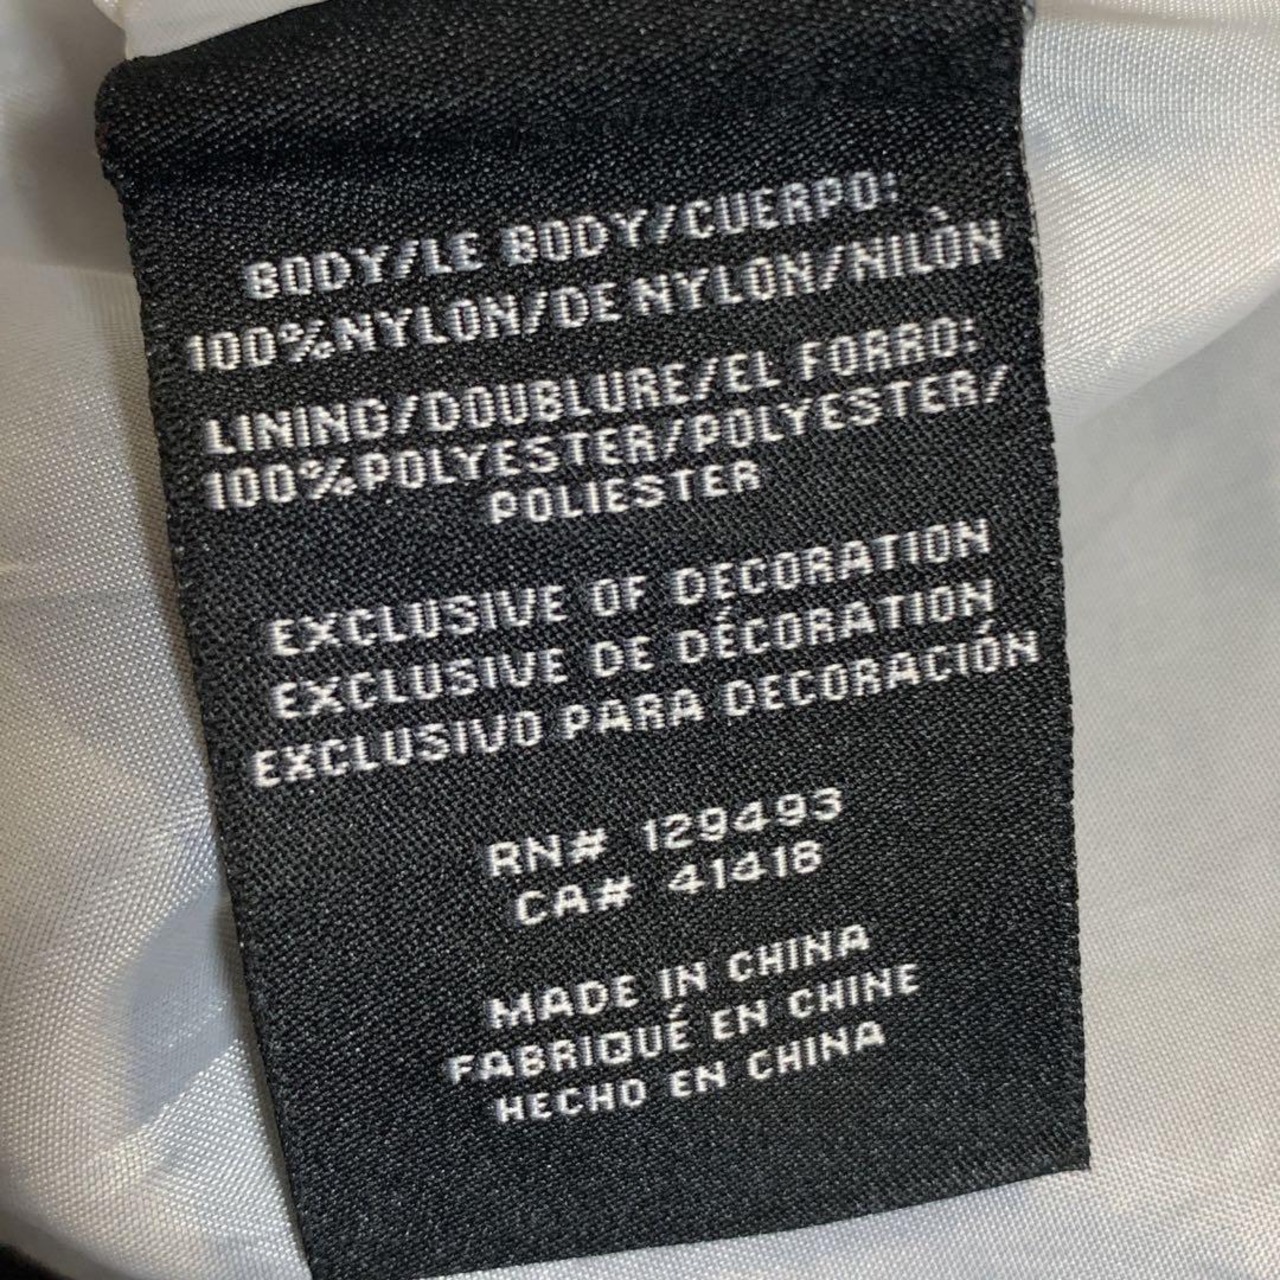 BODY/LE BODY/CUERPO:
100%NYLON/DE NYLON/NILÒN
LINING/DOUBLURE/EL FORRO:
100%POLYESTER/POLYESTER/
POLIESTER
EXCLUSIVE OF DECORATION
EXCLUSIVE DE DÉCORATION
EXCLUSIVO PARA DECORACIÓN
RN# 129493
CA# 41418
MADE IN CHINA
FABRIQUÉ EN CHINE
HECHO EN CHINA